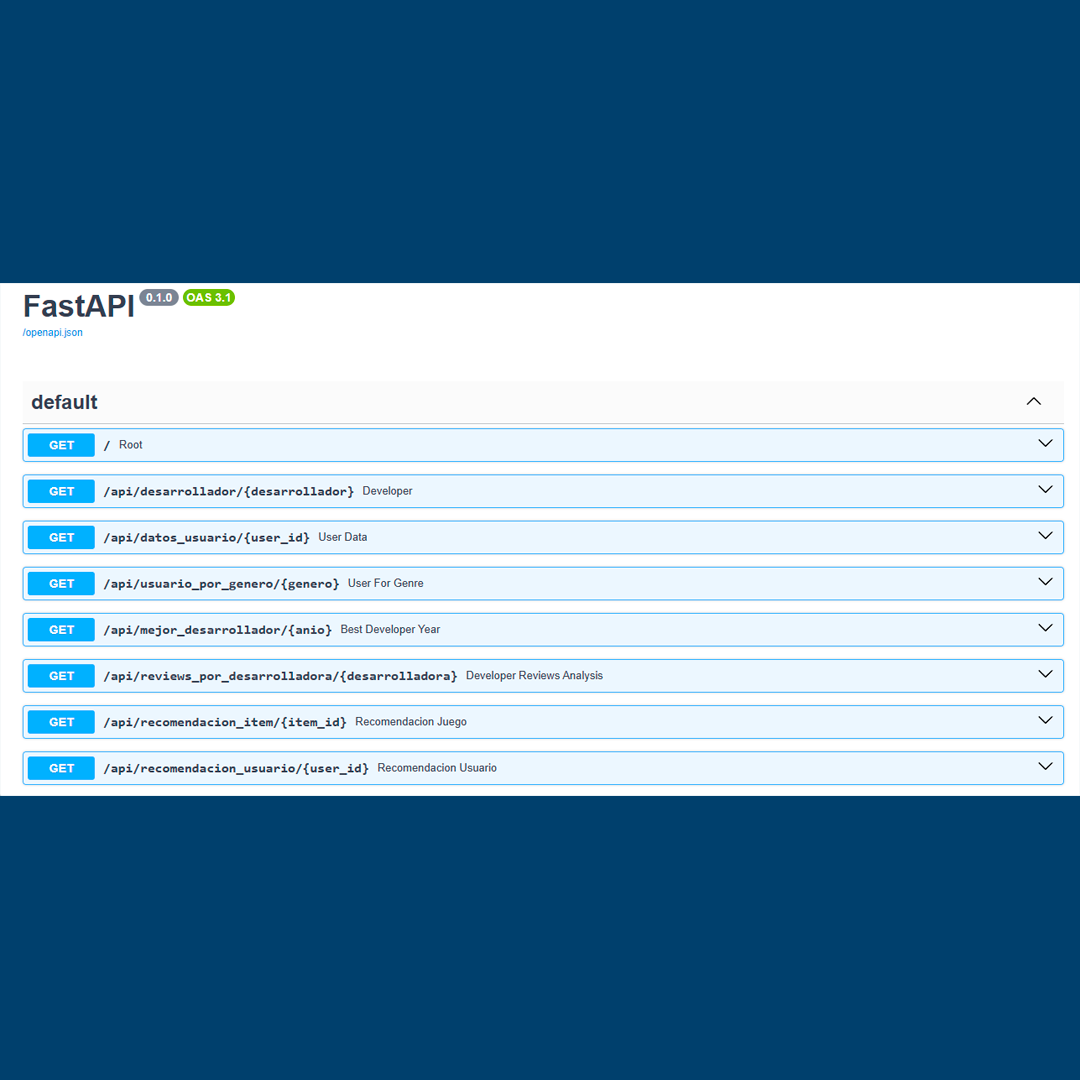 FastAPI 0.1.0 OAS 3.1
/openapi.json
default
GET / Root
GET /api/desarrollador/{desarrollador} Developer
GET /api/datos_usuario/{user_id} User Data
GET /api/usuario_por_genero/{genero} User For Genre
GET /api/mejor_desarrollador/{anio} Best Developer Year
GET /api/reviews_por_desarrolladora/{desarrolladora} Developer Reviews Analysis
GET /api/recomendacion_item/{item_id} Recomendacion Juego
GET /api/recomendacion_usuario/{user_id} Recomendacion Usuario